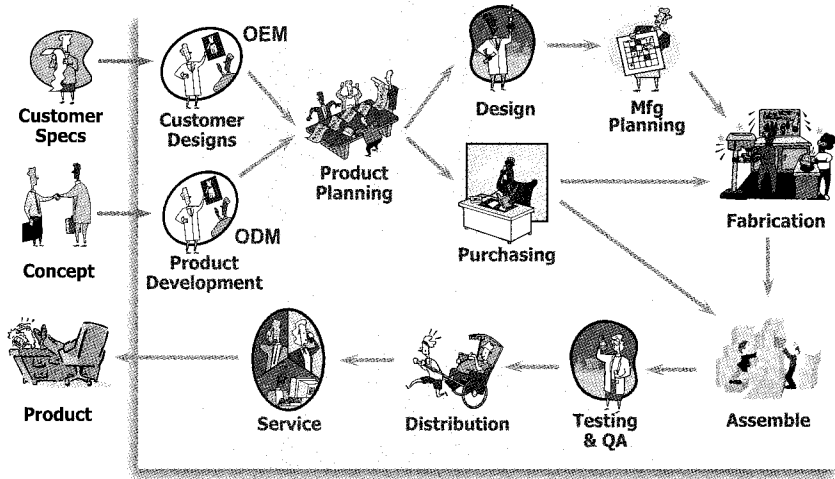 OEM
Customer
Specs
Customer
Designs
Design
Mfg
Planning
Product
Planning
Fabrication
Concept
ODM
Product
Development
Purchasing
Product
Service
Distribution
Testing
& QA
Assemble